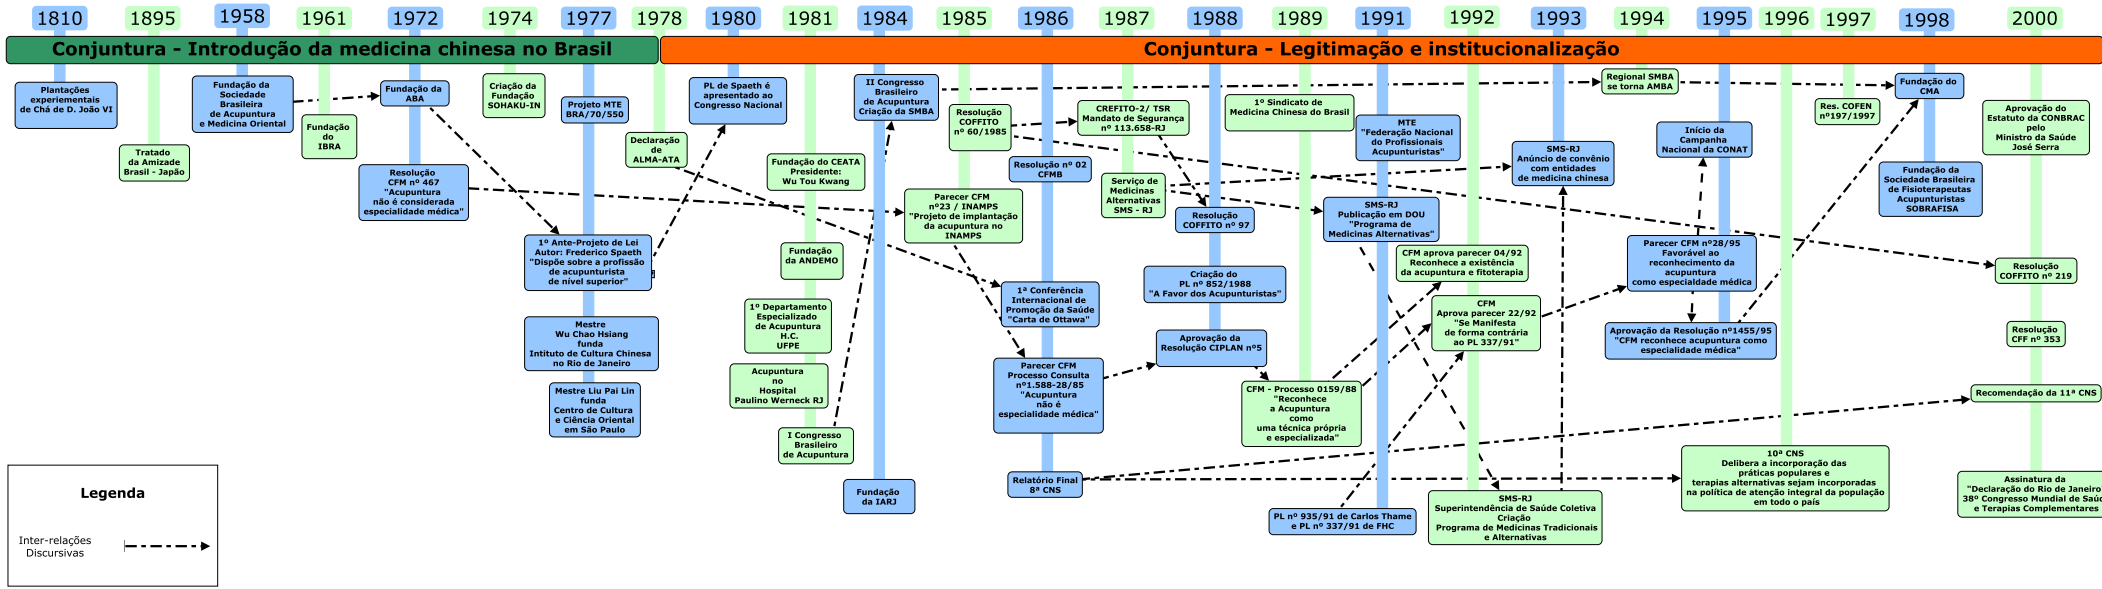 1810
1895
1958
1961
1972
1974
1977
1978
1980
1981
1984
1985
1986
1987
1988
1989
1991
1992
1993
1994
1995
1996
1997
1998
2000
Conjuntura - Introdução da medicina chinesa no Brasil
Conjuntura - Legitimação e institucionalização
Plantações
experiementais
de Chá de D. João VI
Tratado
da Amizade
Brasil - Japão
Fundação da
Sociedade
Brasileira
de Acupuntura
e Medicina Oriental
Fundação
do
IBRA
Fundação da
ABA
Resolução
CFM nº 467
"Acupuntura
não é considerada
especialidade médica"
Criação da
Fundação
SOHAKU-IN
Projeto MTE
BRA/70/550
1º Ante-Projeto de Lei
Autor: Frederico Spaeth
"Dispõe sobre a profissão
de acupunturista
de nível superior"
Mestre
Wu Chao Hsiang
funda
Intituto de Cultura Chinesa
no Rio de Janeiro
Mestre Liu Pai Lin
funda
Centro de Cultura
e Ciência Oriental
em São Paulo
Declaração
de
ALMA-ATA
PL de Spaeth é
apresentado ao
Congresso Nacional
Fundação do CEATA
Presidente:
Wu Tou Kwang
Fundação
da ANDEMO
1º Departamento
Especializado
de Acupuntura
H.C.
UFPE
Acupuntura
no
Hospital
Paulino Werneck RJ
I Congresso
Brasileiro
de Acupuntura
II Congresso
Brasileiro
de Acupuntura
Criação da SMBA
Fundação
da IARJ
Resolução
COFFITO
nº 60/1985
Parecer CFM
nº23 / INAMPS
"Projeto de implantação
da acupuntura no
INAMPS
Resolução nº 02
CFMB
1ª Conferência
Internacional de
Promoção da Saúde
"Carta de Ottawa"
Parecer CFM
Processo Consulta
nº1.588-28/85
"Acupuntura
não é
especialidade médica"
Relatório Final
8ª CNS
CREFITO-2/ TSR
Mandato de Segurança
nº 113.658-RJ
Serviço de
Medicinas
Alternativas
SMS - RJ
Resolução
COFFITO nº 97
Criação do
PL nº 852/1988
"A Favor dos Acupunturistas"
Aprovação da
Resolução CIPLAN nº5
1º Sindicato de
Medicina Chinesa do Brasil
CFM - Processo 0159/88
"Reconhece
a Acupuntura
como
uma técnica própria
e especializada"
MTE
"Federação Nacional
do Profissionais
Acupunturistas"
SMS-RJ
Publicação em DOU
"Programa de
Medicinas Alternativas"
PL nº 935/91 de Carlos Thame
e PL nº 337/91 de FHC
CFM aprova parecer 04/92
Reconhece a existência
da acupuntura e fitoterapia
CFM
Aprova parecer 22/92
"Se Manifesta
de forma contrária
ao PL 337/91"
SMS-RJ
Superintendência de Saúde Coletiva
Criação
Programa de Medicinas Tradicionais
e Alternativas
SMS-RJ
Anúncio de convênio
com entidades
de medicina chinesa
Regional SMBA
se torna AMBA
Início da
Campanha
Nacional da CONAT
Parecer CFM nº28/95
Favorável ao
reconhecimento da
acupuntura
como especialdade médica
Aprovação da Resolução nº1455/95
"CFM reconhece acupuntura como
especialidade médica"
10ª CNS
Delibera a incorporação das
práticas populares e
terapias alternativas sejam incorporadas
na política de atenção integral da população
em todo o país
Res. COFEN
nº197/1997
Fundação do
CMA
Fundação da
Sociedade Brasileira
de Fisioterapeutas
Acupunturistas
SOBRAFISA
Aprovação do
Estatuto da CONBRAC
pelo
Ministro da Saúde
José Serra
Resolução
COFFITO nº 219
Resolução
CFF nº 353
Recomendação da 11ª CNS
Assinatura da
"Declaração do Rio de Janeiro
38º Congresso Mundial de Saúd
e Terapias Complementares
Legenda
Inter-relações
Discursivas